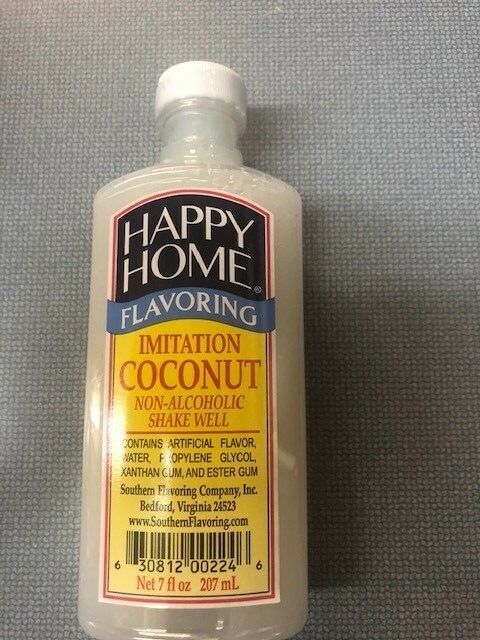 HAPPY
HOME®
FLAVORING
IMITATION
COCONUT
NON-ALCOHOLIC
SHAKE WELL
CONTAINS ARTIFICIAL FLAVOR,
WATER, PROPYLENE GLYCOL,
XANTHAN GUM, AND ESTER GUM
Southern Flavoring Company, Inc.
Bedford, Virginia 24523
www.SouthernFlavoring.com
6 30812 00224 6
Net 7 fl oz 207 mL